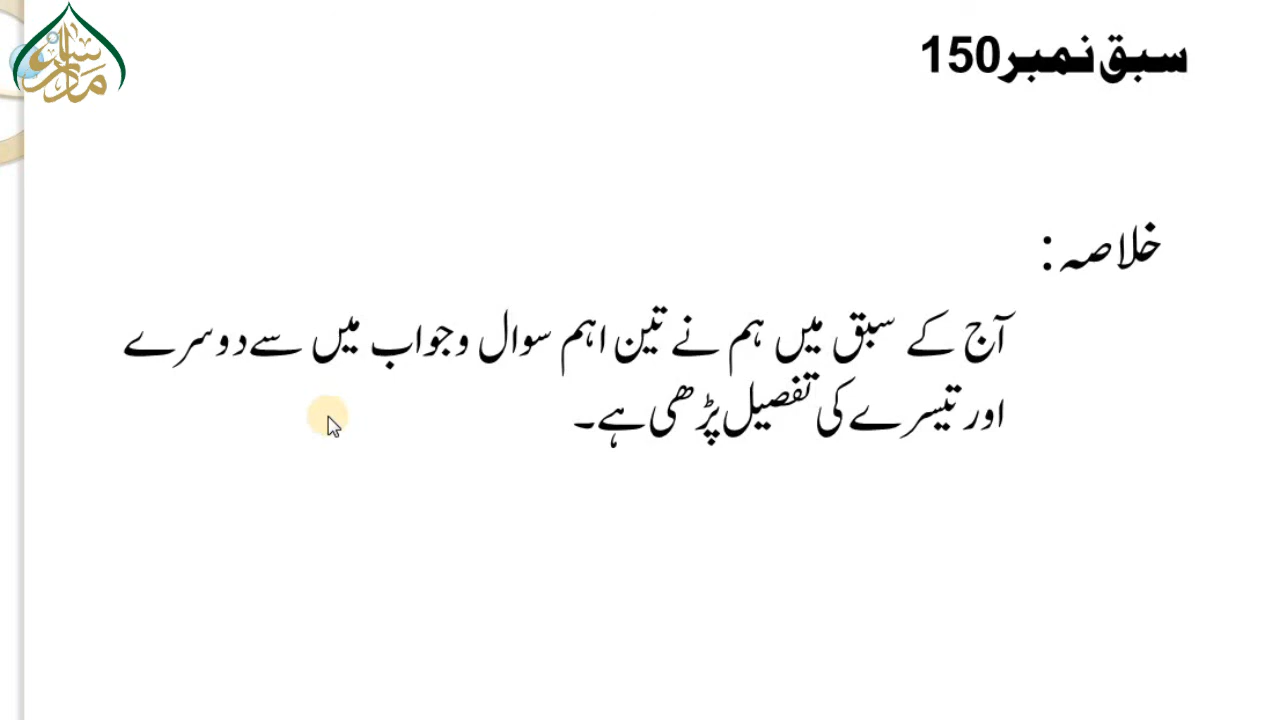 سبق نمبر150
خلاصہ:
آج کے سبق میں ہم نے تین اہم سوال وجواب میں سے دوسرے
اور تیسرے کی تفصیل پڑھی ہے۔